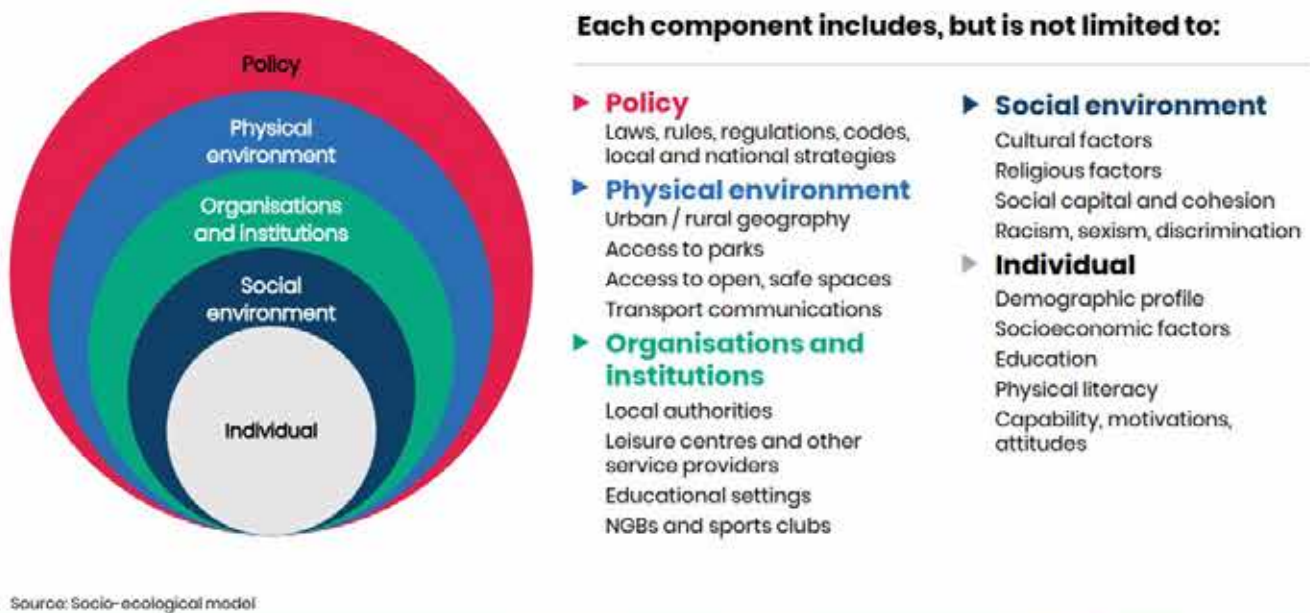 Policy
Physical
environment
Organisations
and institutions
Social
environment
Individual
Each component includes, but is not limited to:
Policy
Laws, rules, regulations, codes,
local and national strategies
Physical environment
Urban / rural geography
Access to parks
Access to open, safe spaces
Transport communications
Organisations and
institutions
Local authorities
Leisure centres and other
service providers
Educational settings
NGBs and sports clubs
Social environment
Cultural factors
Religious factors
Social capital and cohesion
Racism, sexism, discrimination
Individual
Demographic profile
Socioeconomic factors
Education
Physical literacy
Capability, motivations,
attitudes
Source: Socio-ecological model